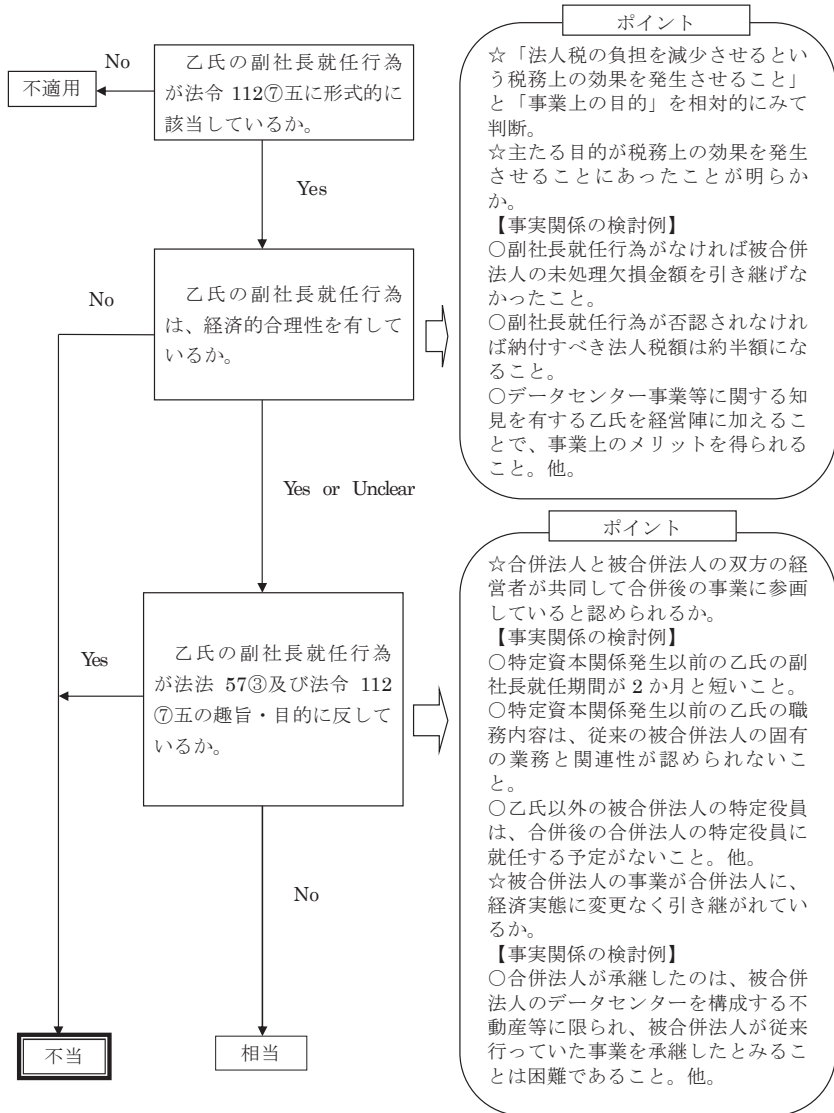 No
不適用
乙氏の副社長就任行為
が法令 112⑦五に形式的に
該当しているか。
Yes
No
乙氏の副社長就任行為
は、経済的合理性を有して
いるか。
Yes or Unclear
Yes
乙氏の副社長就任行為
が法法 57③及び法令 112
⑦五の趣旨・目的に反して
いるか。
No
不当
相当
ポイント
☆「法人税の負担を減少させるとい
う税務上の効果を発生させること」
と「事業上の目的」を相対的にみて
判断。
☆主たる目的が税務上の効果を発生
させることにあったことが明らか
か。
【事実関係の検討例】
○副社長就任行為がなければ被合併
法人の未処理欠損金額を引き継げな
かったこと。
○副社長就任行為が否認されなけれ
ば納付すべき法人税額は約半額にな
ること。
○データセンター事業等に関する知
見を有する乙氏を経営陣に加えるこ
とで、事業上のメリットを得られる
こと。他。
ポイント
☆合併法人と被合併法人の双方の経
営者が共同して合併後の事業に参画
していると認められるか。
【事実関係の検討例】
○特定資本関係発生以前の乙氏の副
社長就任期間が 2 か月と短いこと。
○特定資本関係発生以前の乙氏の職
務内容は、従来の被合併法人の固有
の業務と関連性が認められないこ
と。
○乙氏以外の被合併法人の特定役員
は、合併後の合併法人の特定役員に
就任する予定がないこと。他。
☆被合併法人の事業が合併法人に、
経済実態に変更なく引き継がれてい
るか。
【事実関係の検討例】
○合併法人が承継したのは、被合併
法人のデータセンターを構成する不
動産等に限られ、被合併法人が従来
行っていた事業を承継したとみるこ
とは困難であること。他。